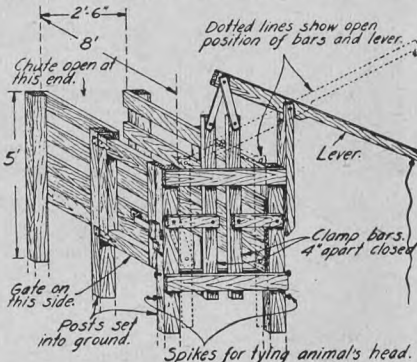 2'-6"
8'
Chute open at
this end.
Dotted lines show open
position of bars and lever.
5'
Lever.
Clamp bars.
4" apart closed
Gate on
this side.
Posts set
into ground.
Spikes for tying animal's head.